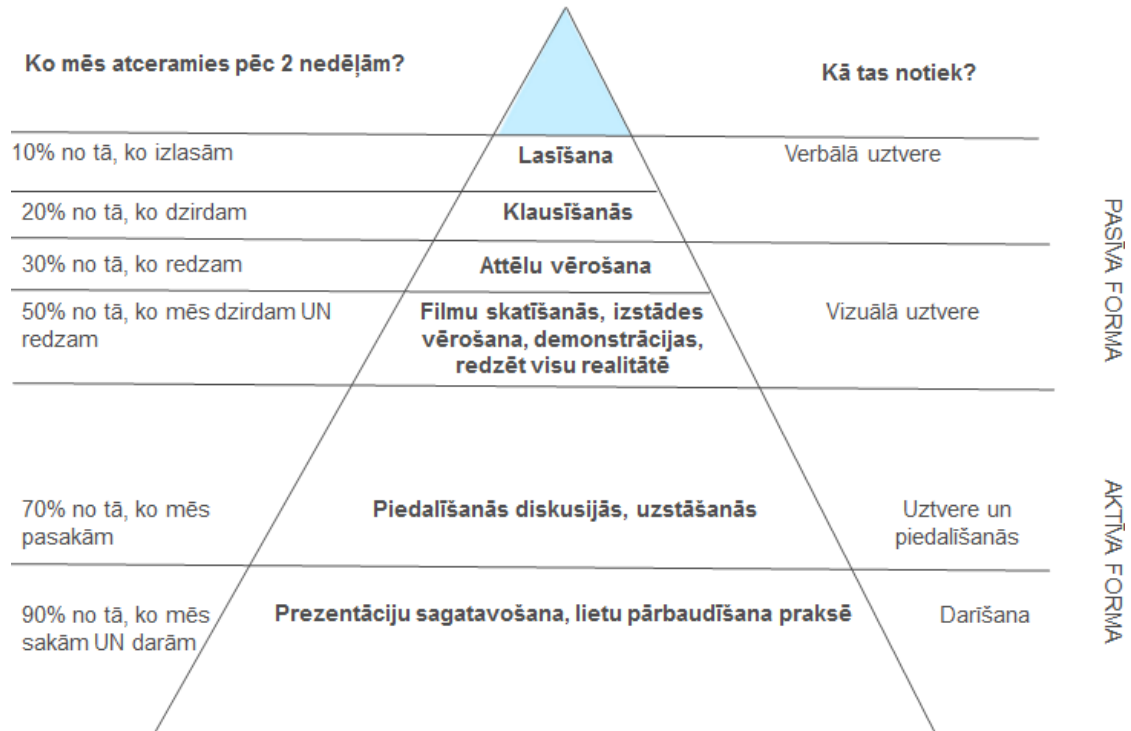 Ko mēs atceramies pēc 2 nedēļām?
Kā tas notiek?
10% no tā, ko izlasām
Lasīšana
Verbālā uztvere
20% no tā, ko dzirdam
Klausīšanās
30% no tā, ko redzam
Attēlu vērošana
50% no tā, ko mēs dzirdam UN
redzam
Filmu skatīšanās, izstādes
vērošana, demonstrācijas,
redzēt visu realitātē
Vizuālā uztvere
PASĪVA FORMA
70% no tā, ko mēs
pasakām
Piedalīšanās diskusijās, uzstāšanās
Uztvere un
piedalīšanās
90% no tā, ko mēs
sakām UN darām
Prezentāciju sagatavošana, lietu pārbaudīšana praksē
Darīšana
AKTĪVA FORMA